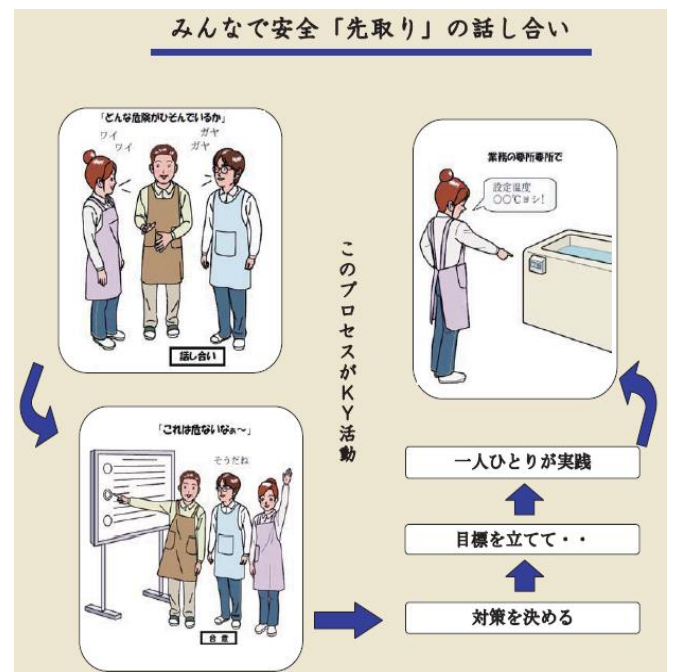 みんなで安全「先取り」の話し合い
「どんな危険がひそんでいるか」
ワイ
ワイ
ガヤ
ガヤ
話し合い
「これは危ないなぁ～」
そうだね
合意
このプロセスがＫＹ活動
対策を決める
目標を立てて・・
一人ひとりが実践
業務の要所要所で
設定温度
○○℃ヨシ!